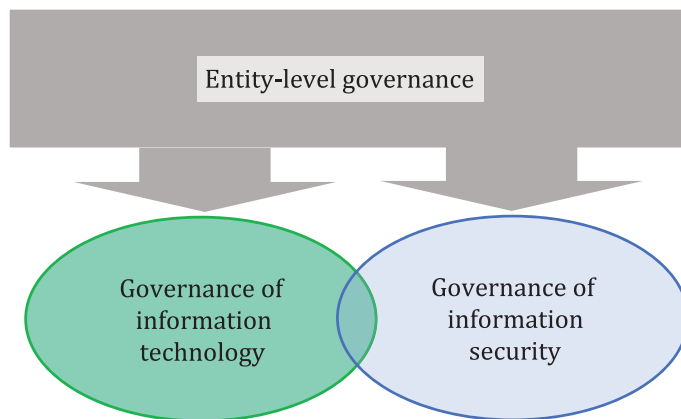 Entity-level governance
Governance of
information
technology
Governance of
information
security